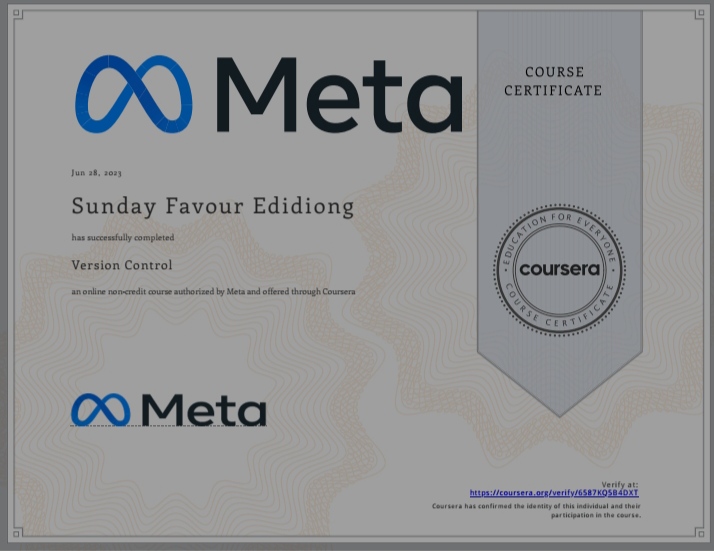 Meta
COURSE
CERTIFICATE
Jun 28, 2023
Sunday Favour Edidiong
has successfully completed
Version Control
an online non-credit course authorized by Meta and offered through Coursera
EDUCATION FOR EVERYONE
coursera
COURSE CERTIFICATE
Meta
Verify at:
https://coursera.org/verify/6587KQ5B4DXT
Coursera has confirmed the identity of this individual and their
participation in the course.